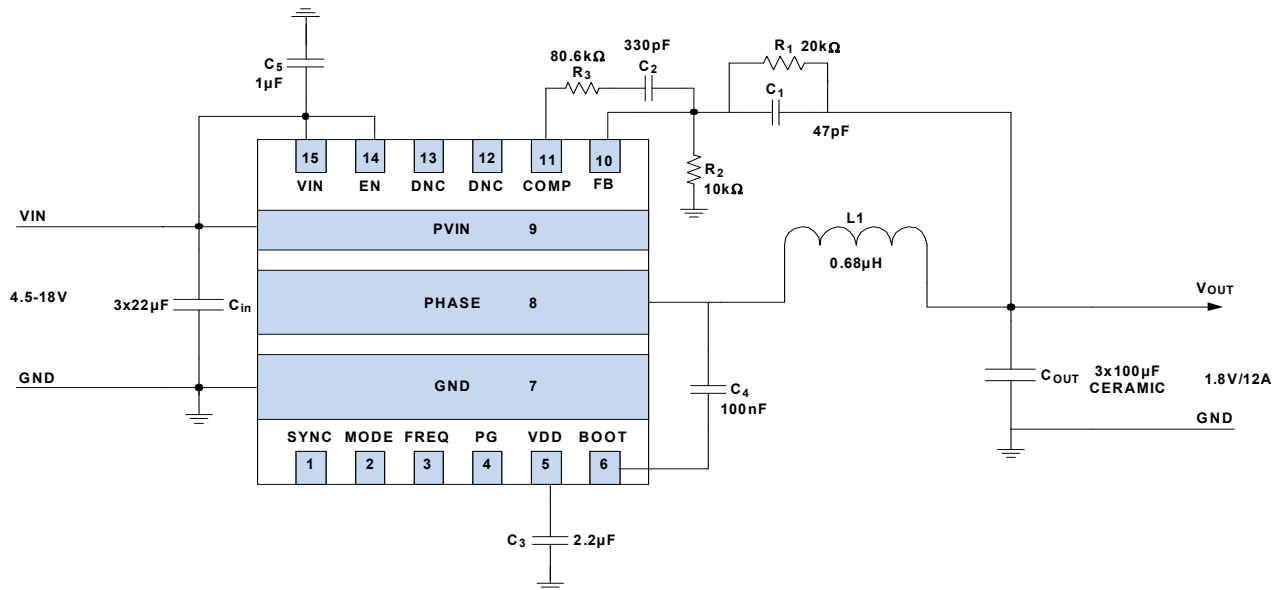 C5
1µF
80.6kΩ
R3
330pF
C2
R1 20kΩ
C1
47pF
R2
10kΩ
15 14 13 12 11 10
VIN EN DNC DNC COMP FB
VIN
PVIN 9
4.5-18V
3x22µF Cin
PHASE 8
L1
0.68µH
VOUT
GND
GND 7
C4
100nF
COUT 3x100µF
CERAMIC
1.8V/12A
GND
SYNC MODE FREQ PG VDD BOOT
1 2 3 4 5 6
C3 2.2µF